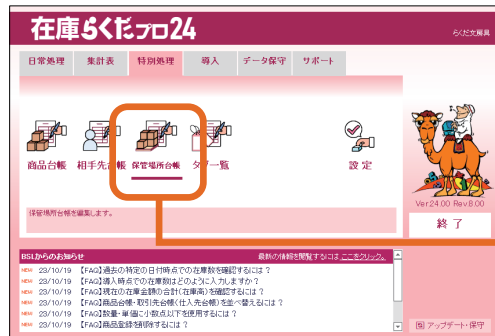 在庫らくだプロ24
らくだ文房具
日常処理 集計表 特別処理 導入 データ保守 サポート
商品台帳 相手先台帳 保管場所台帳 タグ一覧 設定
保管場所台帳を編集します。
Ver24.00 Rev8.00
終了
BSLからのお知らせ 最新の情報を閲覧するにはここをクリック。
NEW 23/10/19 【FAQ】過去の特定の日付時点での在庫数を確認するには？
NEW 23/10/19 【FAQ】導入時点での在庫数はどのように入力しますか？
NEW 23/10/19 【FAQ】現在の在庫金額の合計(在庫高)を確認するには？
NEW 23/10/19 【FAQ】商品台帳・取引先台帳(仕入先台帳)を並べ替えるには？
NEW 23/10/19 【FAQ】数量・単価に小数点以下を使用するには？
NEW 23/10/19 【FAQ】商品登録を削除するには？
アップデート・保守